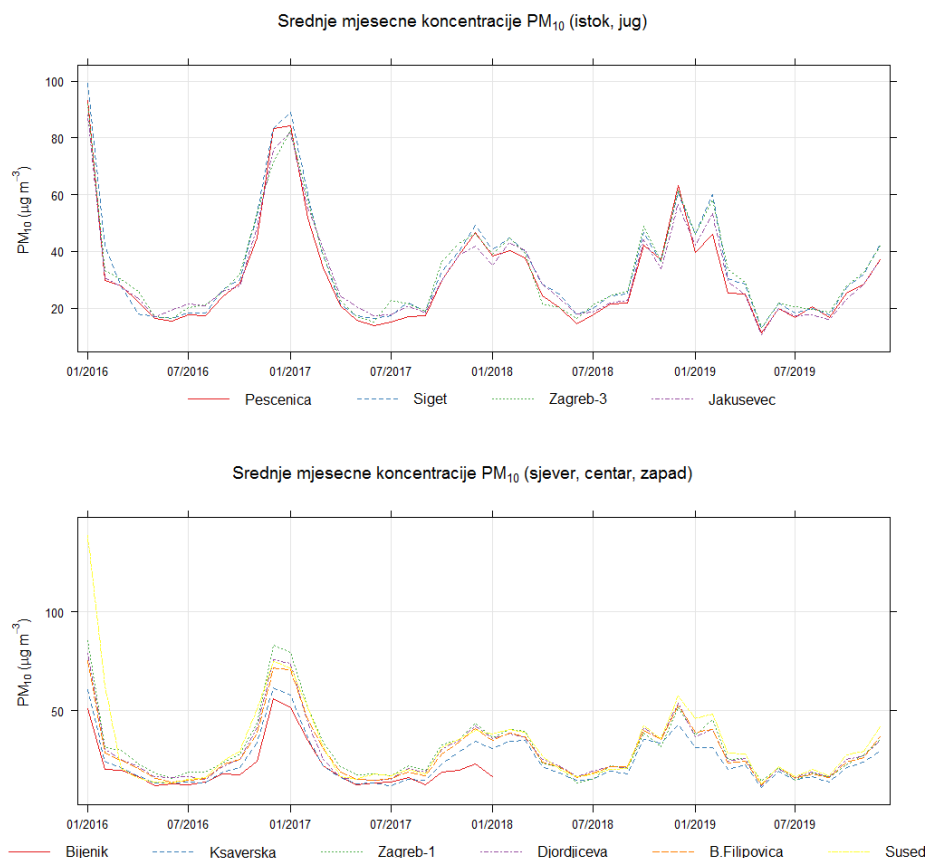 Srednje mjesecne koncentracije PM10 (istok, jug)
PM10 (µg m−3)
100
80
60
40
20
01/2016 07/2016 01/2017 07/2017 01/2018 07/2018 01/2019 07/2019
Pescenica Siget Zagreb-3 Jakusevec
Srednje mjesecne koncentracije PM10 (sjever, centar, zapad)
PM10 (µg m−3)
100
50
01/2016 07/2016 01/2017 07/2017 01/2018 07/2018 01/2019 07/2019
Bijenik Ksaverska Zagreb-1 Djordjiceva B.Filipovica Sused